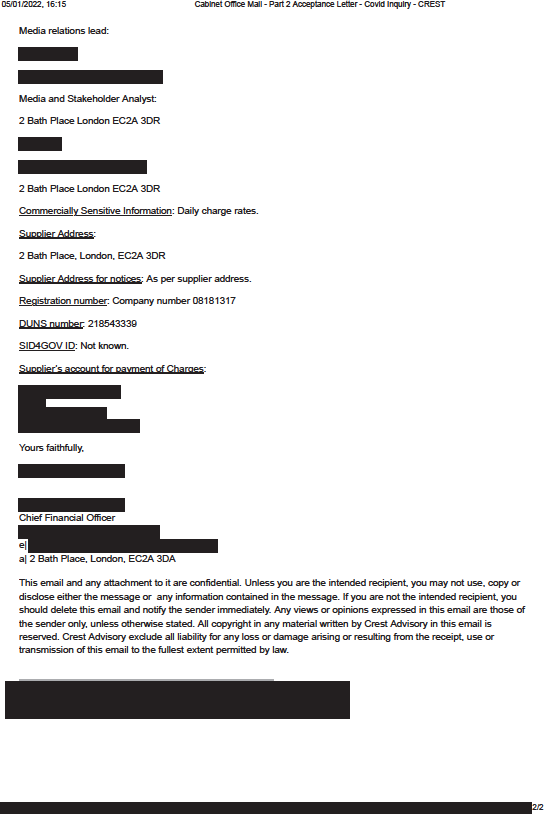 05/01/2022, 16:15
Cabinet Office Mail - Part 2 Acceptance Letter - Covid Inquiry - CREST
Media relations lead:
Media and Stakeholder Analyst:
2 Bath Place London EC2A 3DR
2 Bath Place London EC2A 3DR
Commercially Sensitive Information: Daily charge rates.
Supplier Address:
2 Bath Place, London, EC2A 3DR
Supplier Address for notices: As per supplier address.
Registration number: Company number 08181317
DUNS number: 218543339
SID4GOV ID: Not known.
Supplier's account for payment of Charges:
Yours faithfully,
Chief Financial Officer
e|
a| 2 Bath Place, London, EC2A 3DA
This email and any attachment to it are confidential. Unless you are the intended recipient, you may not use, copy or
disclose either the message or any information contained in the message. If you are not the intended recipient, you
should delete this email and notify the sender immediately. Any views or opinions expressed in this email are those of
the sender only, unless otherwise stated. All copyright in any material written by Crest Advisory in this email is
reserved. Crest Advisory exclude all liability for any loss or damage arising or resulting from the receipt, use or
transmission of this email to the fullest extent permitted by law.
2/2